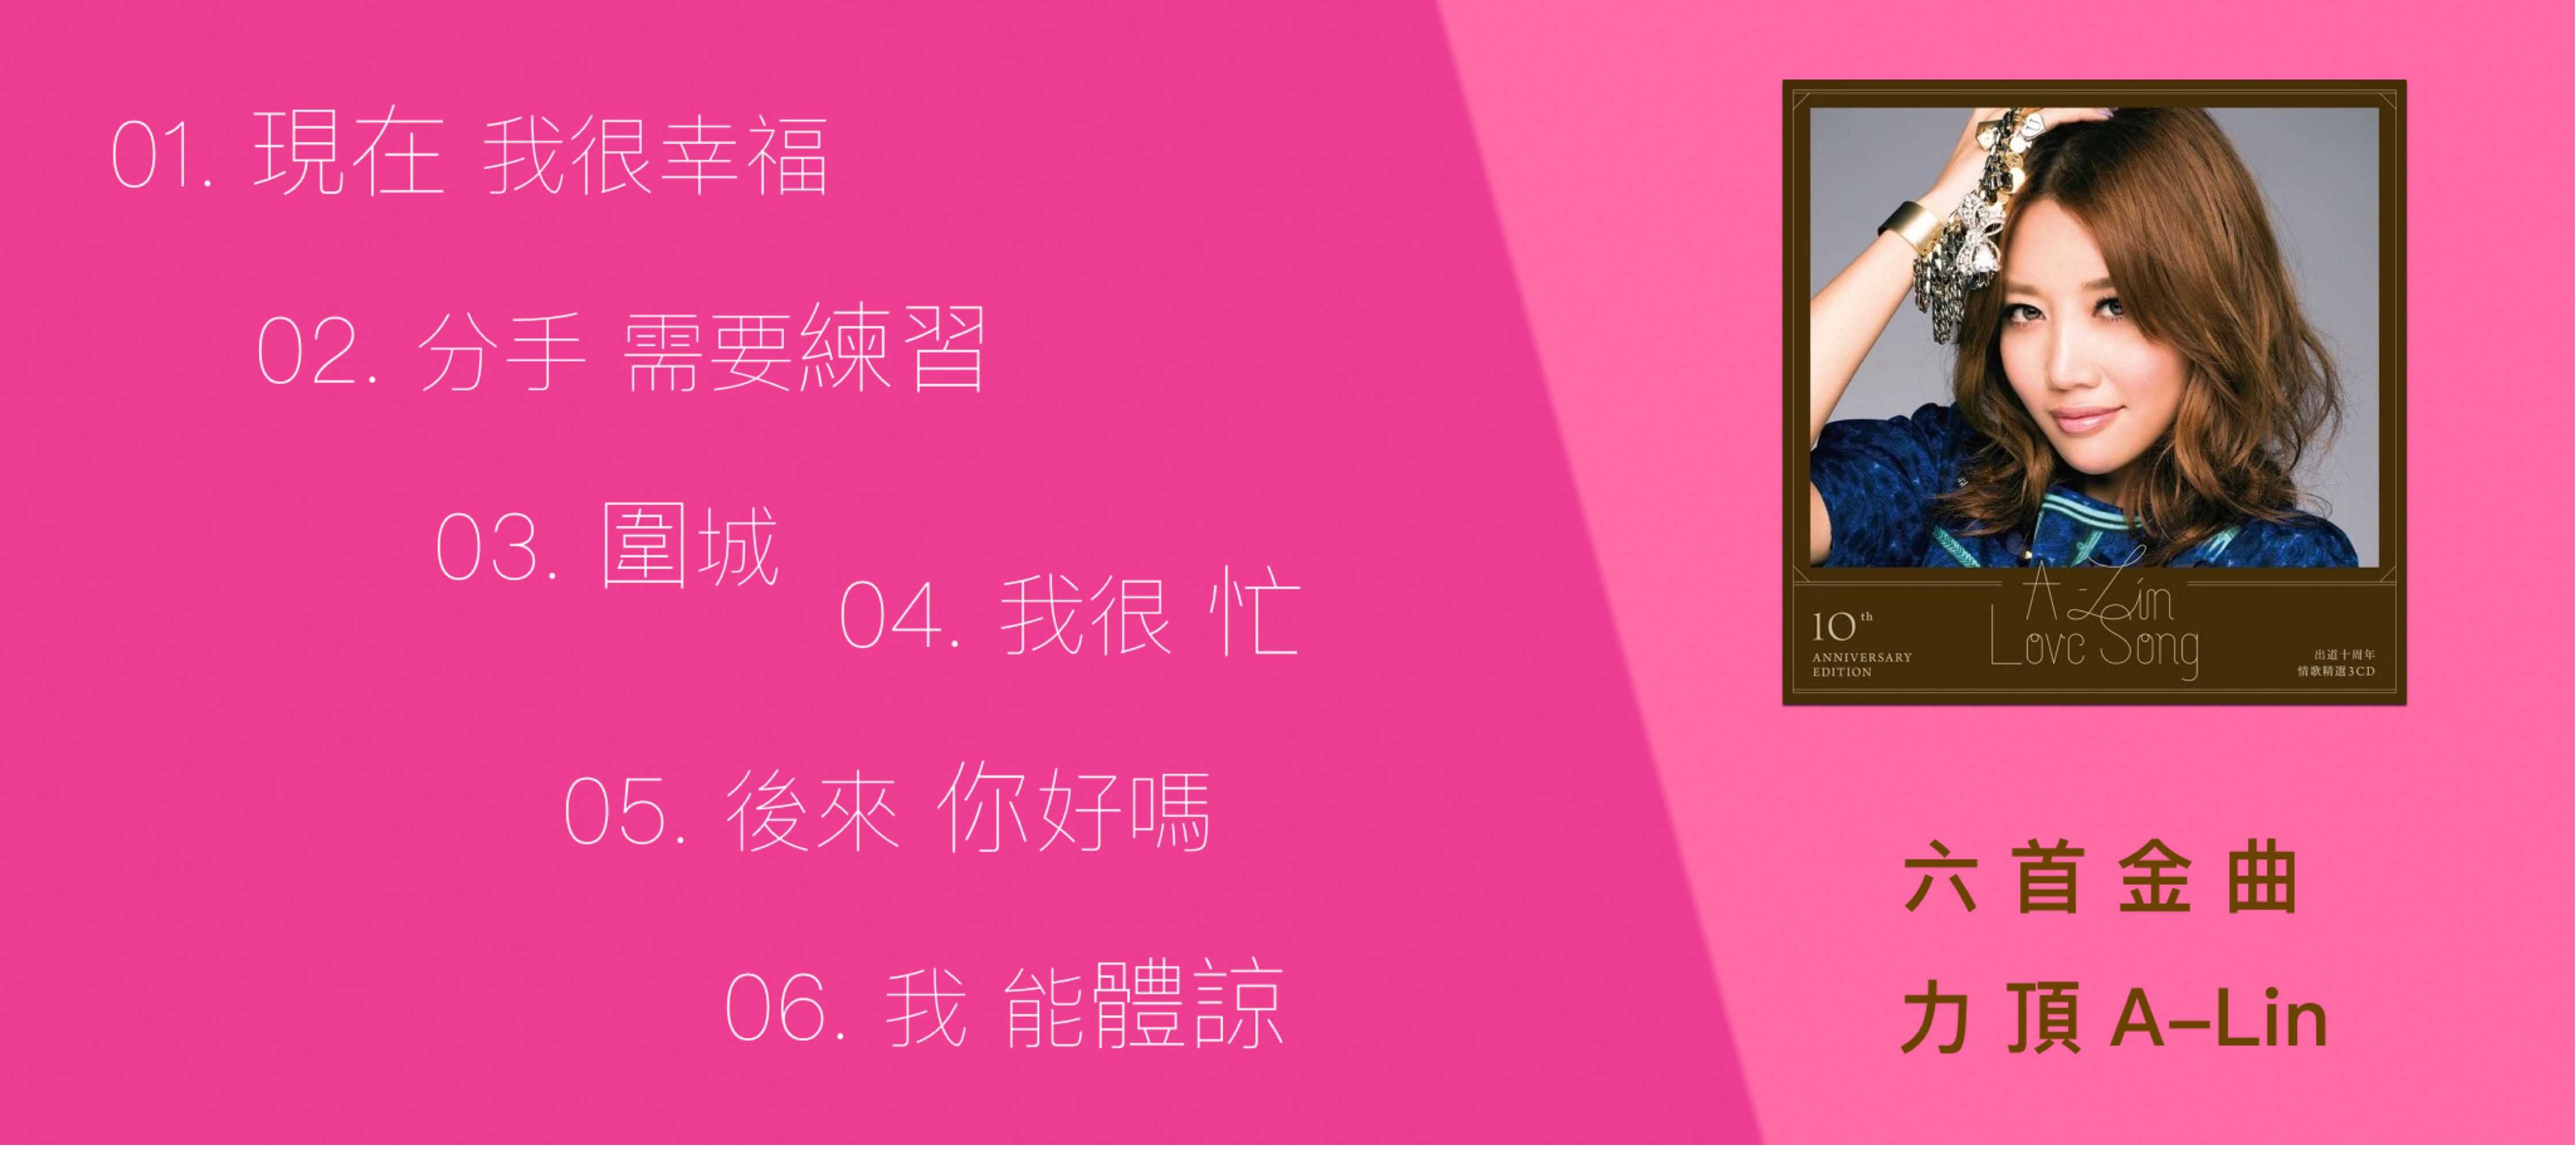 01. 現在 我很幸福
02. 分手 需要練習
03. 圍城
04. 我很 忙
05. 後來 你好嗎
06. 我 能體諒
A-Lin
Love Song
10th
ANNIVERSARY
EDITION
出道十周年
情歌精選3CD
六首金曲
力頂A-Lin